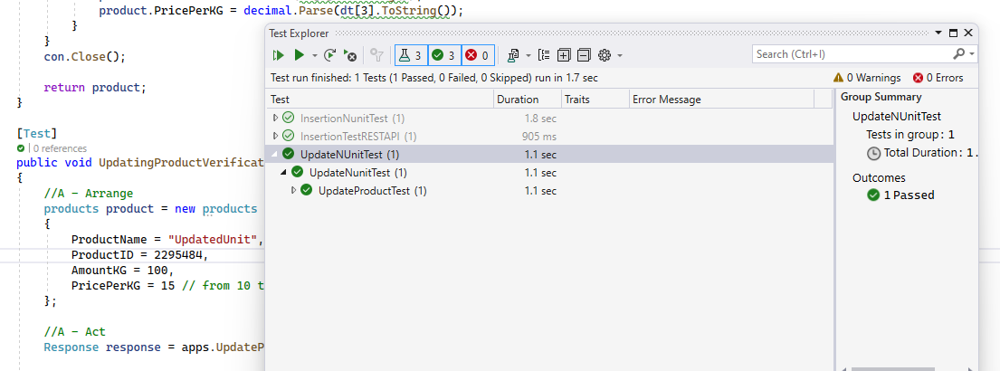 product.PricePerKG = decimal.Parse(dt[3].ToString());
}
}
con.Close();
return product;
}
[Test]
0 references
public void UpdatingProductVerificat
{
//A - Arrange
products product = new products
{
ProductName = "UpdatedUnit",
ProductID = 2295484,
AmountKG = 100,
PricePerKG = 15 // from 10 t
};
//A - Act
Response response = apps.UpdateP
Test Explorer
3 3 0
Search (Ctrl+I)
Test run finished: 1 Tests (1 Passed, 0 Failed, 0 Skipped) run in 1.7 sec
0 Warnings 0 Errors
Test Duration Traits Error Message
InsertionNunitTest (1) 1.8 sec
InsertionTestRESTAPI (1) 905 ms
UpdateNUnitTest (1) 1.1 sec
UpdateNunitTest (1) 1.1 sec
UpdateProductTest (1) 1.1 sec
Group Summary
UpdateNUnitTest
Tests in group: 1
Total Duration: 1.
Outcomes
1 Passed